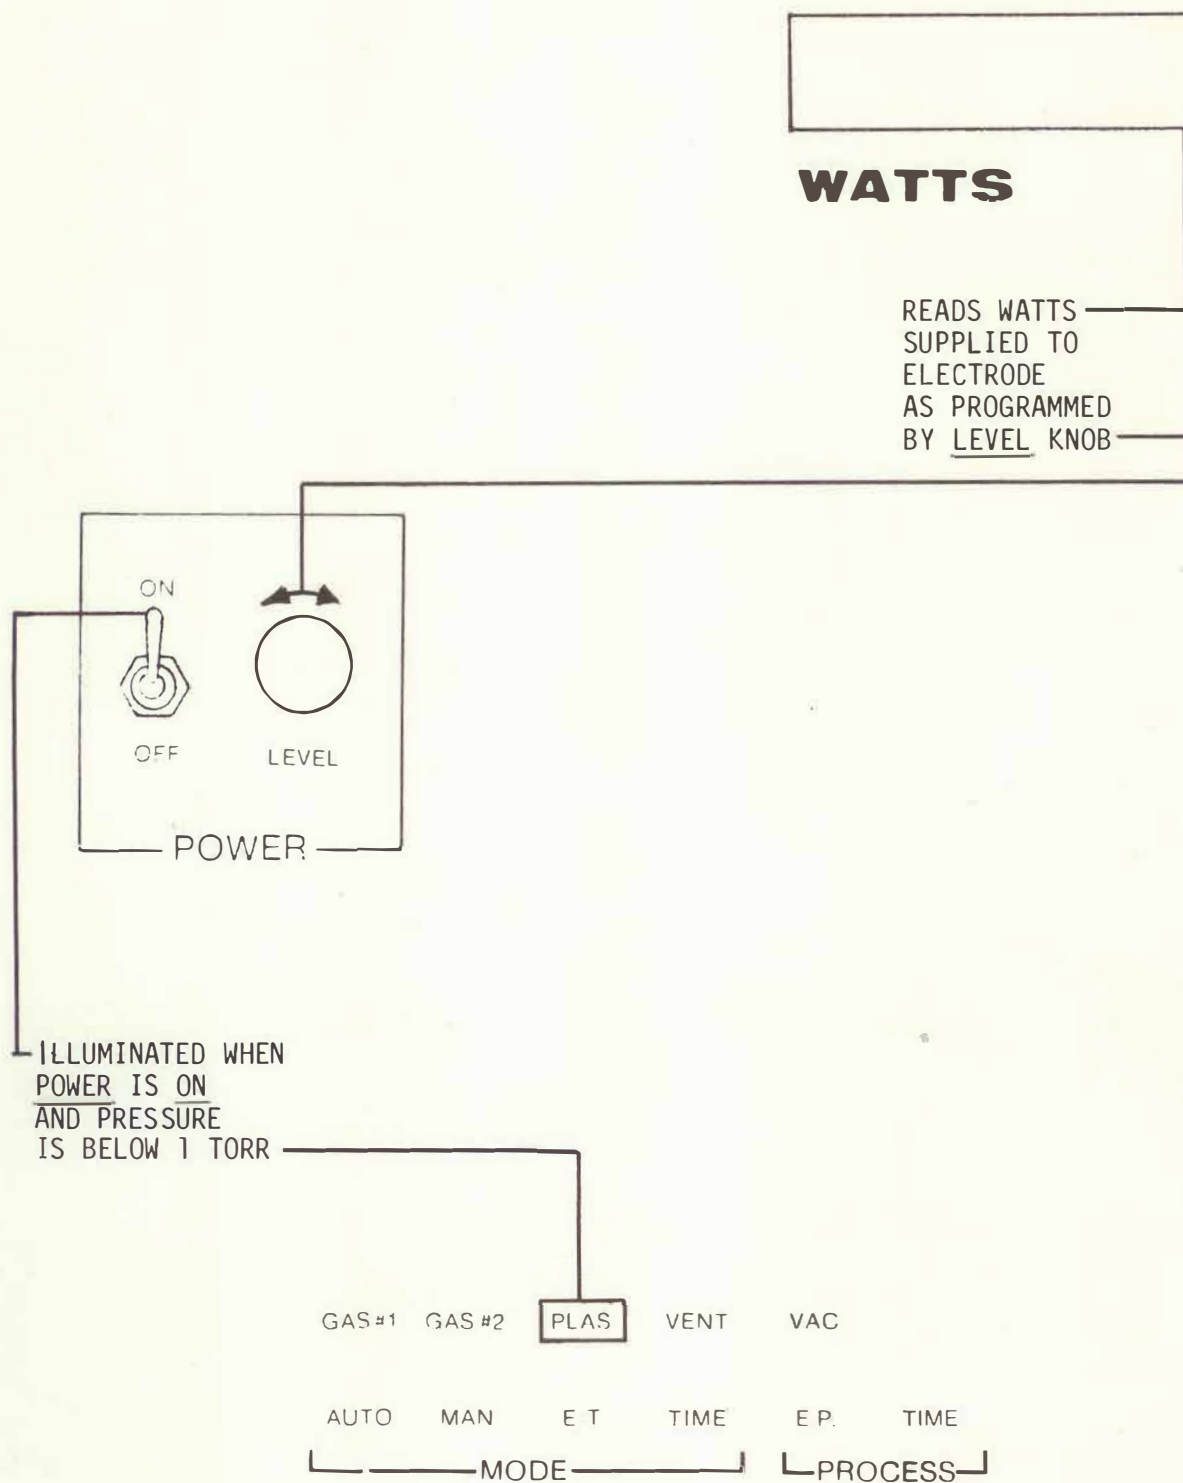 WATTS
READS WATTS
SUPPLIED TO
ELECTRODE
AS PROGRAMMED
BY LEVEL KNOB
ON
OFF
LEVEL
POWER
ILLUMINATED WHEN
POWER IS ON
AND PRESSURE
IS BELOW 1 TORR
GAS #1 GAS #2 PLAS VENT VAC
AUTO MAN E T TIME E P. TIME
MODE PROCESS